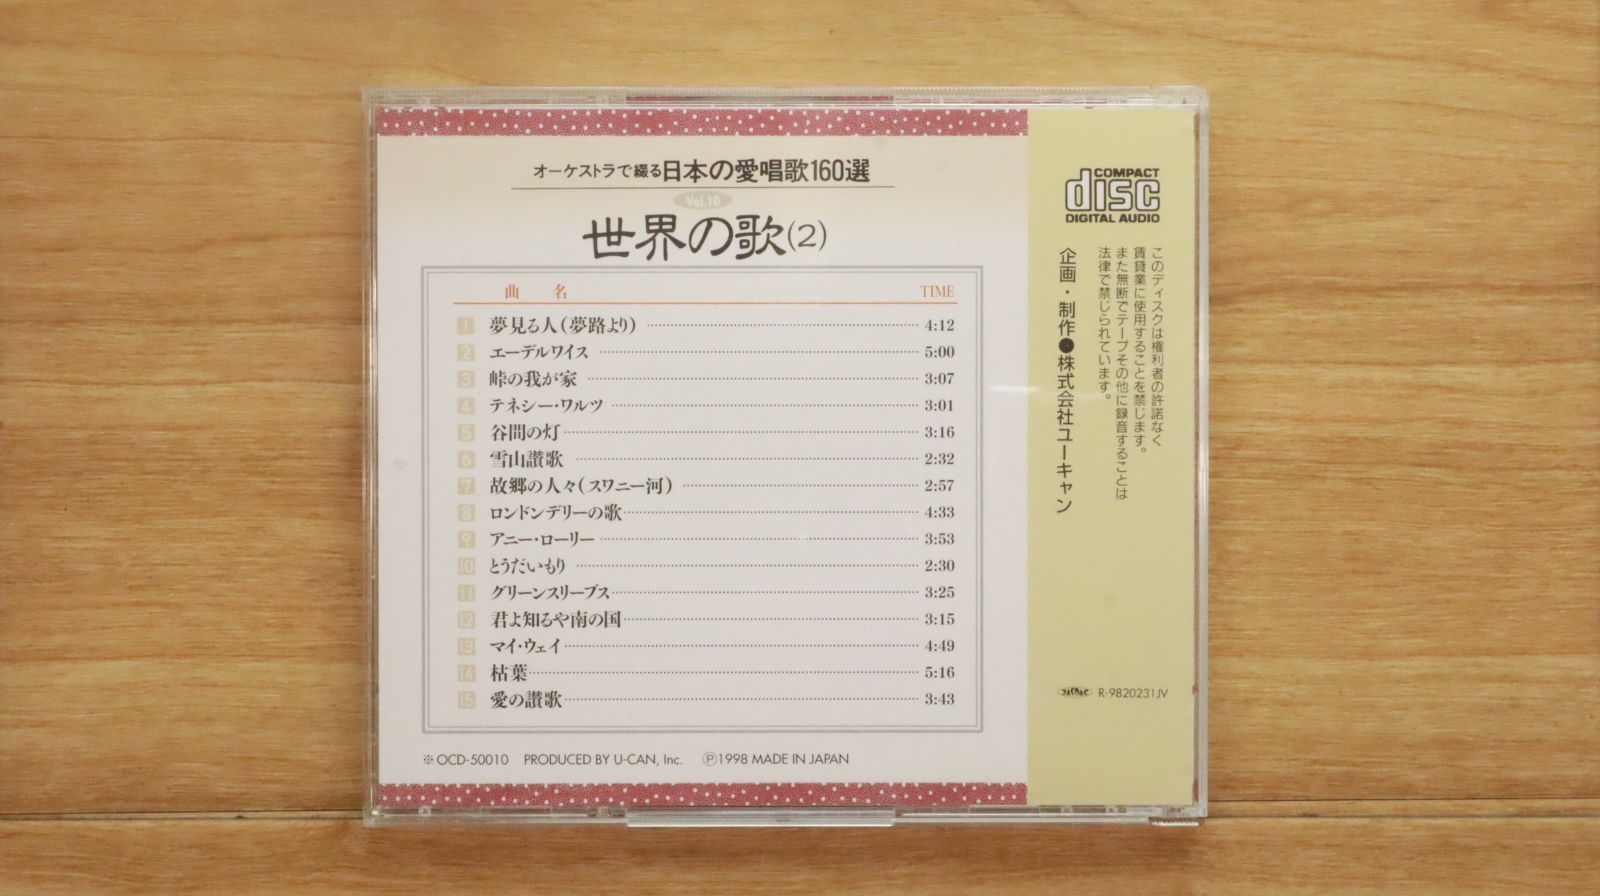 オーケストラで綴る日本の愛唱歌160選
Vol.10
世界の歌(2)
曲 名 TIME
1 夢見る人(夢路より) 4:12
2 エーデルワイス 5:00
3 峠の我が家 3:07
4 テネシー・ワルツ 3:01
5 谷間の灯 3:16
6 雪山讃歌 2:32
7 故郷の人々(スワニー河) 2:57
8 ロンドンデリーの歌 4:33
9 アニー・ローリー 3:53
10 とうだいもり 2:30
11 グリーンスリーブス 3:25
12 君よ知るや南の国 3:15
13 マイ・ウェイ 4:49
14 枯葉 5:16
15 愛の讃歌 3:43
※OCD-50010 PRODUCED BY U-CAN, Inc. Ⓟ1998 MADE IN JAPAN
COMPACT
disc
DIGITAL AUDIO
このディスクは権利者の許諾なく
賃貸業に使用することを禁じます。
また無断でテープその他に録音することは
法律で禁じられています。
企画・制作●株式会社ユーキャン
JASRAC R-9820231JV